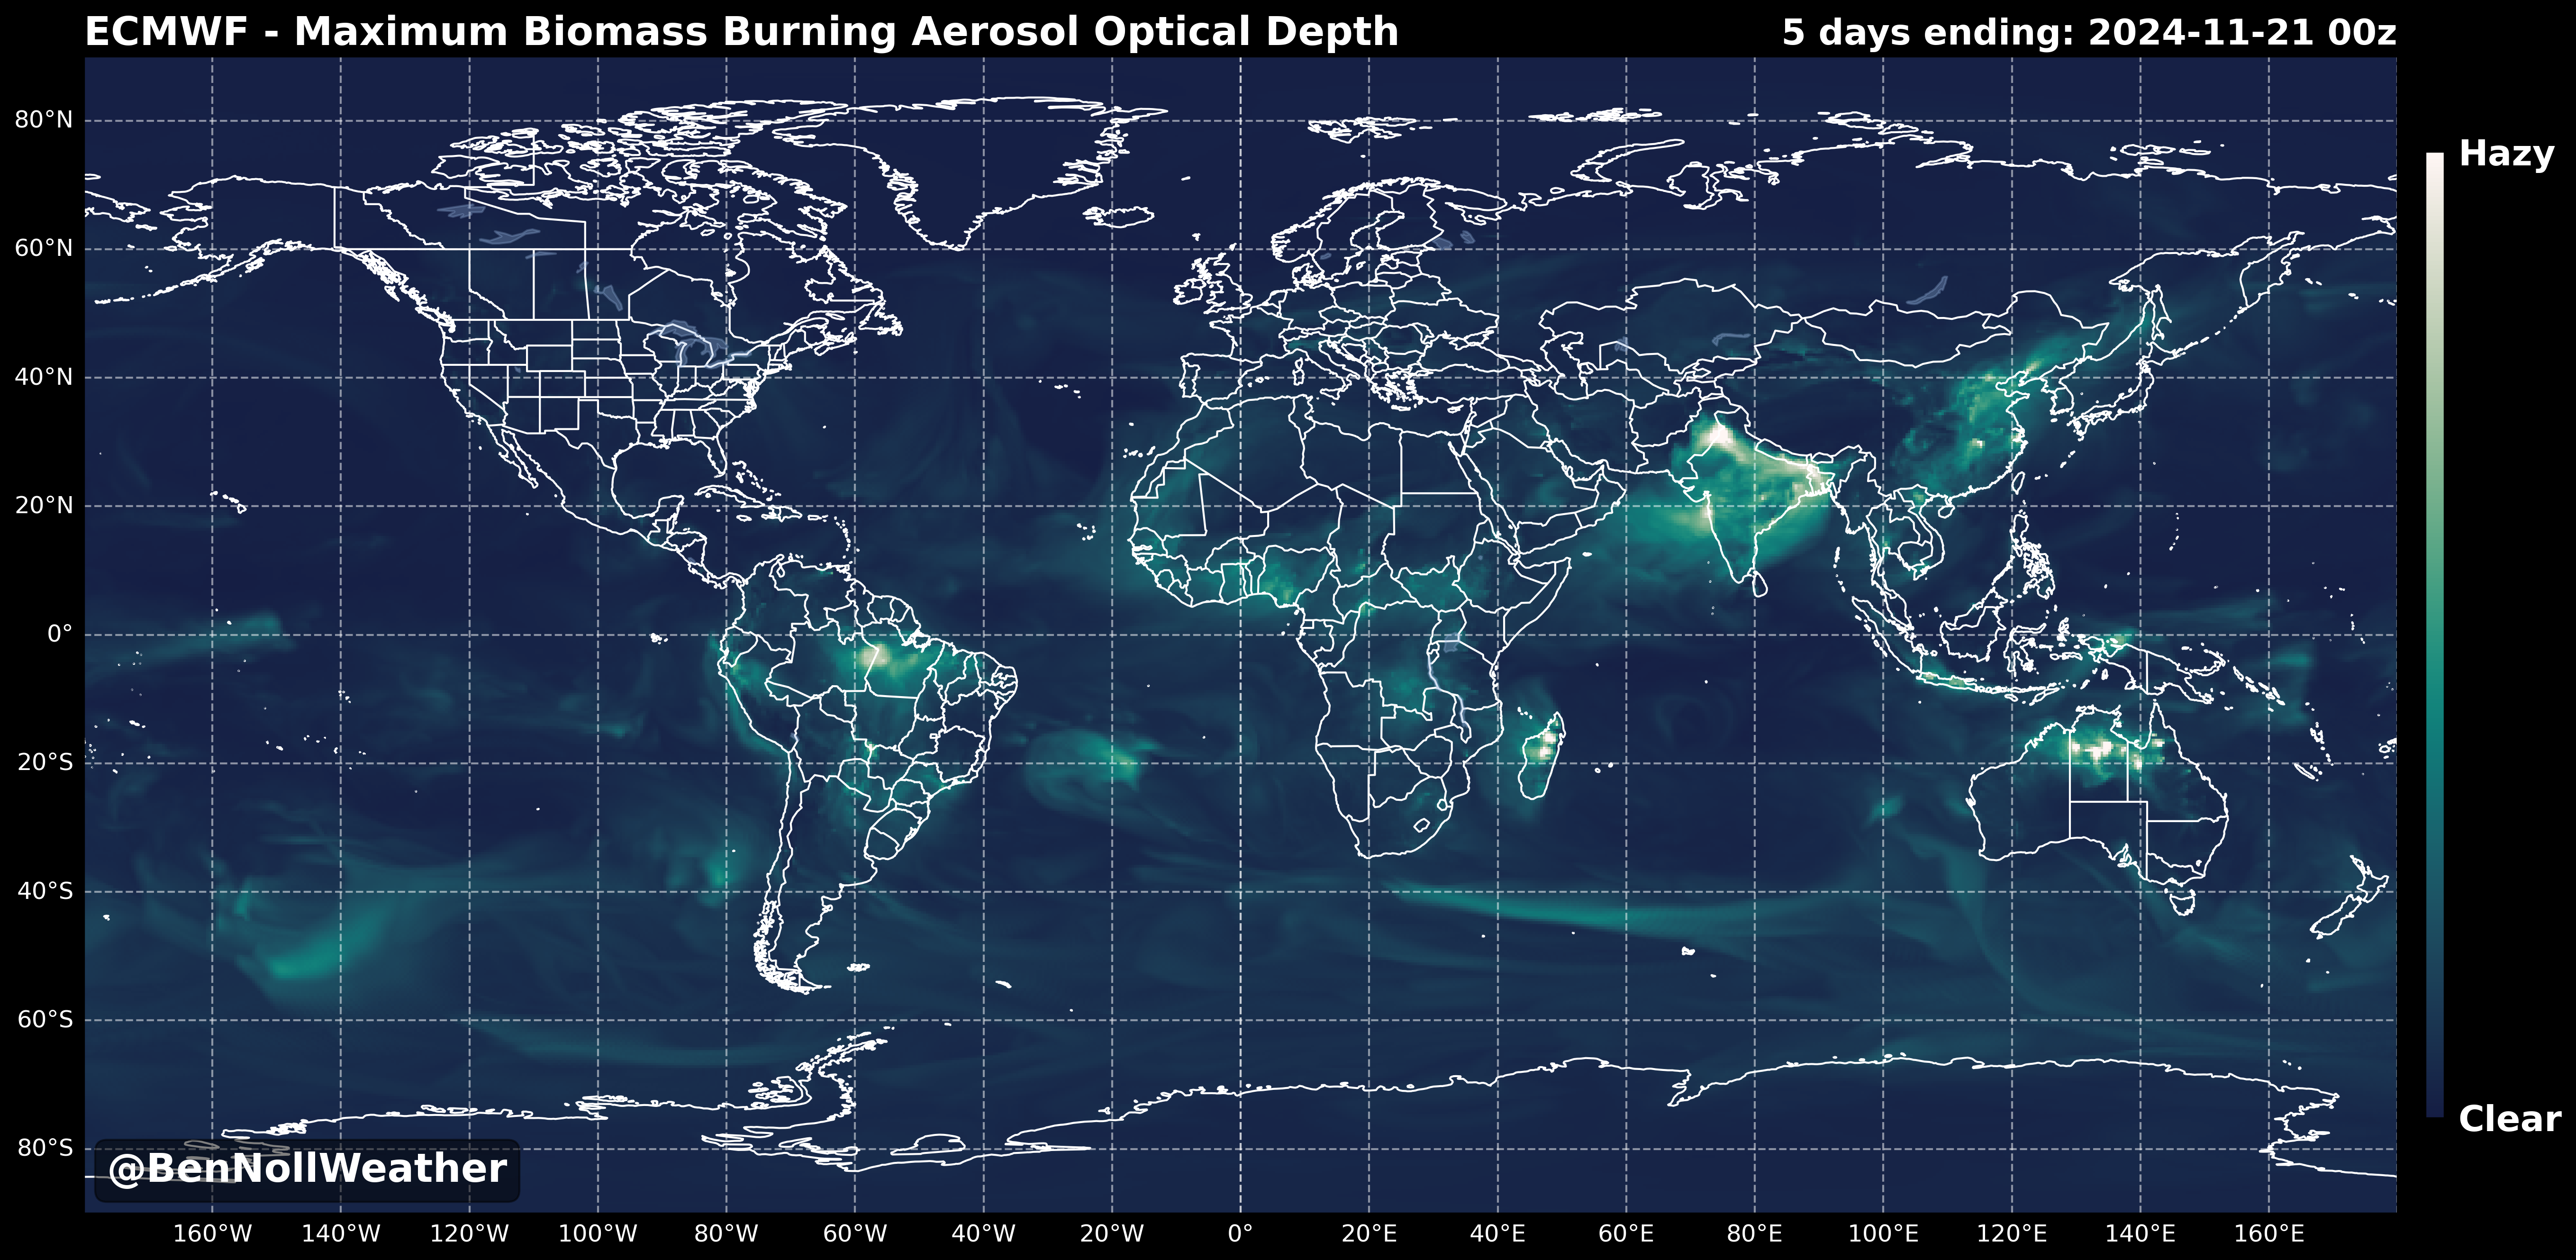 ECMWF - Maximum Biomass Burning Aerosol Optical Depth
5 days ending: 2024-11-21 00z
80°N
60°N
40°N
20°N
0°
20°S
40°S
60°S
80°S
Hazy
Clear
@BenNollWeather
160°W 140°W 120°W 100°W 80°W 60°W 40°W 20°W 0° 20°E 40°E 60°E 80°E 100°E 120°E 140°E 160°E